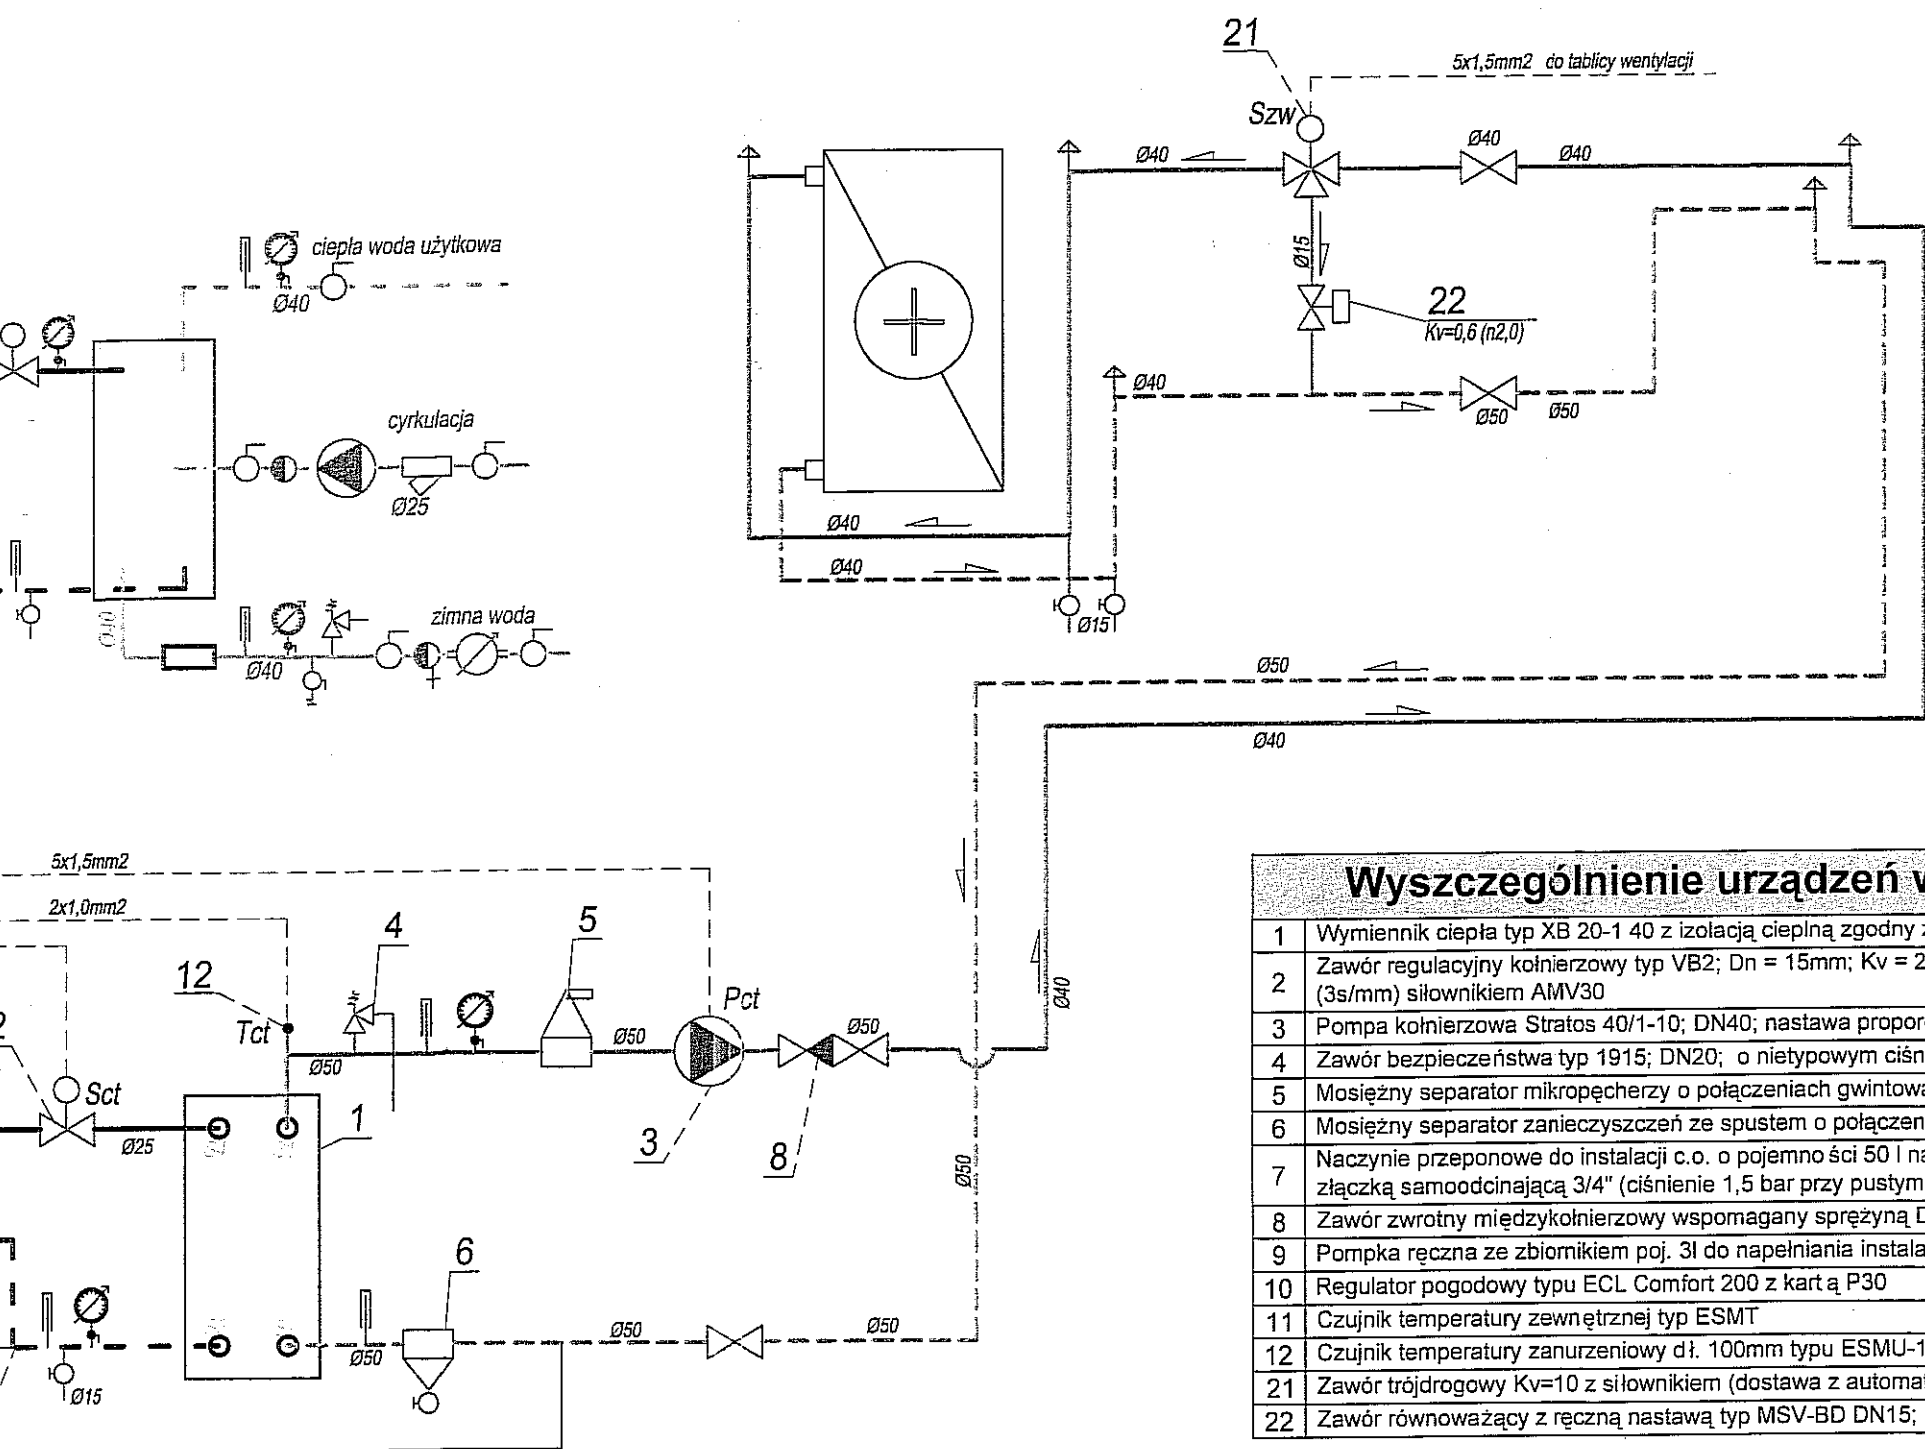 21
5x1,5mm2 do tablicy wentylacji
Szw
Ø40
Ø40
Ø40
Ø15
22
Kv=0,6 (n2,0)
Ø40
Ø50
Ø50
ciepła woda użytkowa
Ø40
cyrkulacja
Ø25
Ø40
Ø40
Ø15
zimna woda
Ø40
Ø40
Ø50
Ø40
5x1,5mm2
2x1,0mm2
4
5
12
Tct
Pct
Ø50
Ø50
Ø50
Ø40
2
Sct
Ø25
1
3
8
Ø50
6
Ø50
Ø50
Ø50
Ø15
Wyszczególnienie urządzeń w
1 Wymiennik ciepła typ XB 20-1 40 z izolacją cieplną zgodny z
2 Zawór regulacyjny kołnierzowy typ VB2; Dn = 15mm; Kv = 2
(3s/mm) siłownikiem AMV30
3 Pompa kołnierzowa Stratos 40/1-10; DN40; nastawa propor
4 Zawór bezpieczeństwa typ 1915; DN20; o nietypowym ciśn
5 Mosiężny separator mikropęcherzy o połączeniach gwintowa
6 Mosiężny separator zanieczyszczeń ze spustem o połączen
7 Naczynie przeponowe do instalacji c.o. o pojemności 50 l na
złączką samoodcinającą 3/4" (ciśnienie 1,5 bar przy pustym
8 Zawór zwrotny międzykołnierzowy wspomagany sprężyną D
9 Pompka ręczna ze zbiornikiem poj. 3l do napełniania instala
10 Regulator pogodowy typu ECL Comfort 200 z kartą P30
11 Czujnik temperatury zewnętrznej typ ESMT
12 Czujnik temperatury zanurzeniowy dł. 100mm typu ESMU-1
21 Zawór trójdrogowy Kv=10 z siłownikiem (dostawa z automat
22 Zawór równoważący z ręczną nastawą typ MSV-BD DN15;